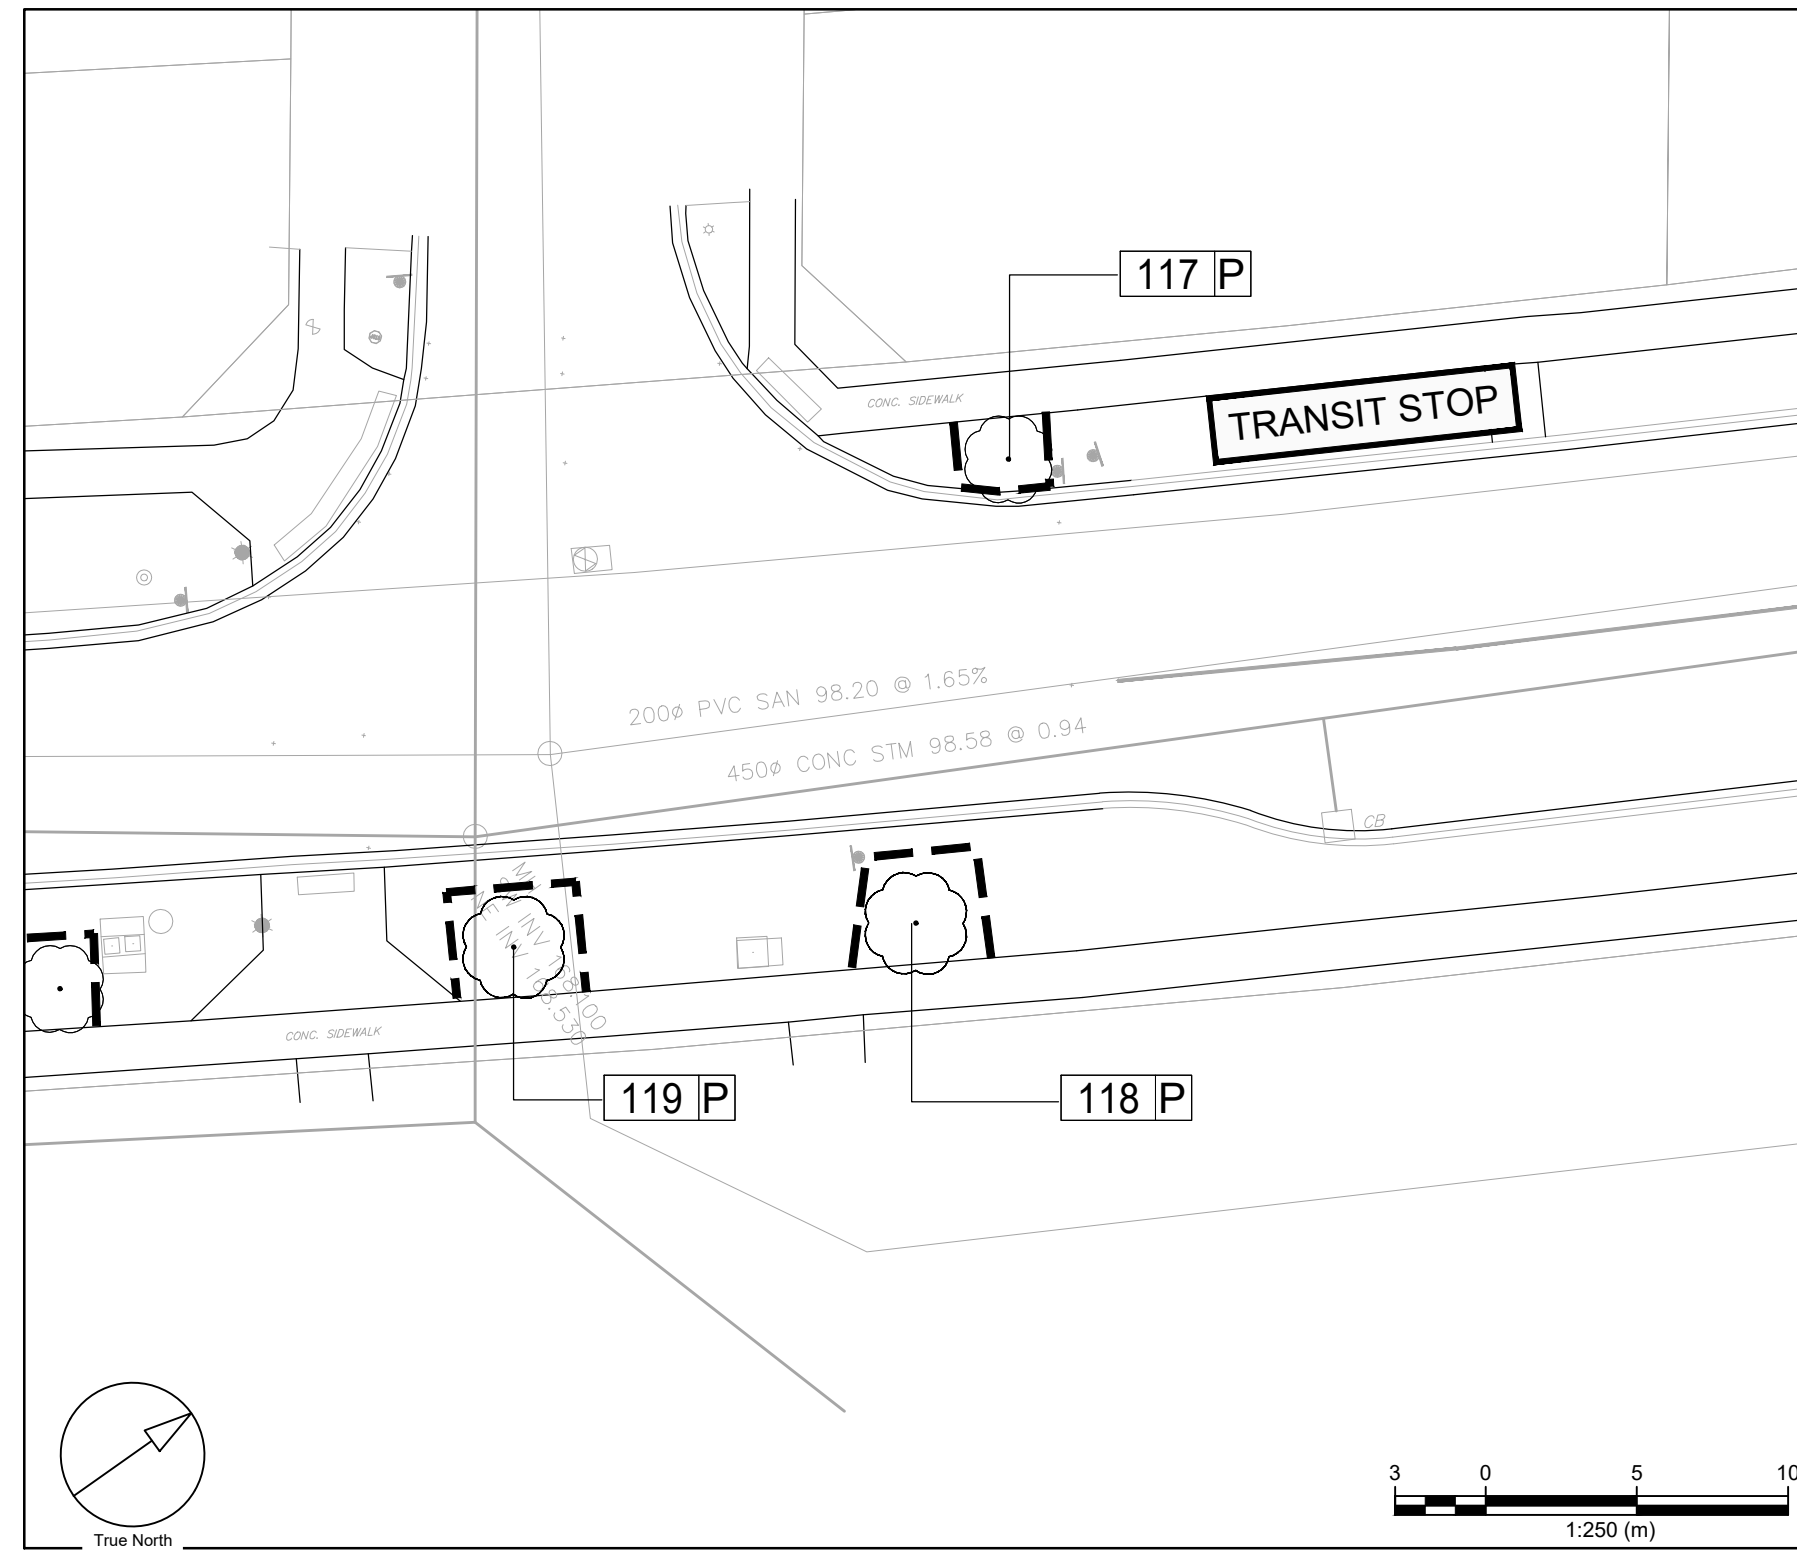 117 P
TRANSIT STOP
CONC. SIDEWALK
200ø PVC SAN 98.20 @ 1.65%
450ø CONC STM 98.58 @ 0.94
CB
CONC. SIDEWALK
119 P
118 P
True North
3 0 5 10
1:250 (m)